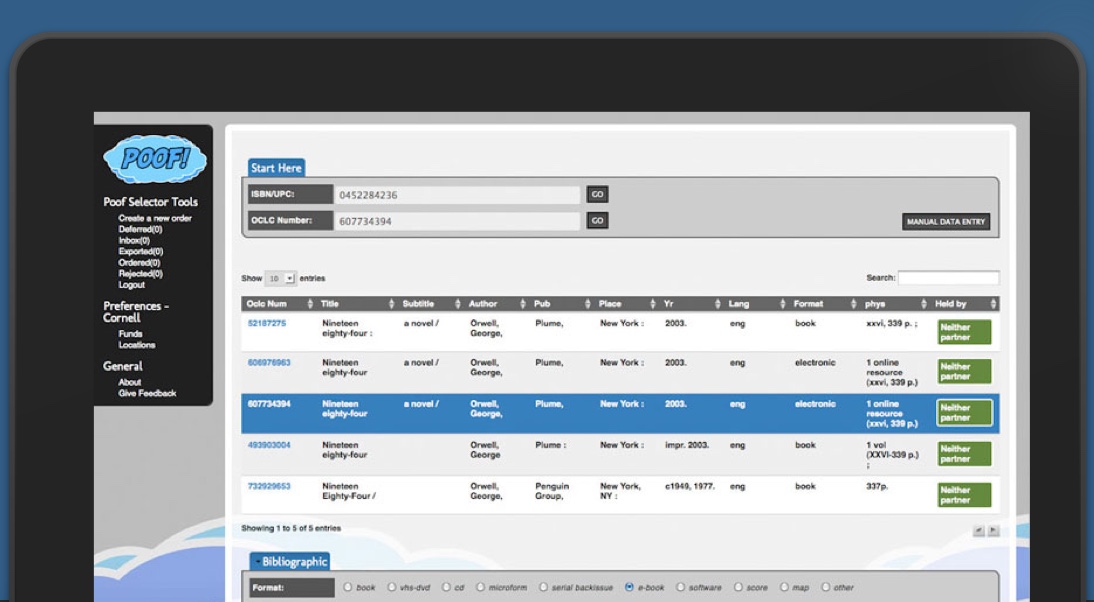 POOF!
Poof Selector Tools
Create a new order
Deferred(0)
Inbox(0)
Exported(0)
Ordered(0)
Rejected(0)
Logout
Preferences –
Cornell
Funds
Locations
General
About
Give Feedback
Start Here
ISBN/UPC: 0452284236 GO
OCLC Number: 607734394 GO
MANUAL DATA ENTRY
Show 10 entries Search:
Oclc Num Title Subtitle Author Pub Place Yr Lang Format phys Held by
52187275 Nineteen a novel / Orwell, Plume, New York : 2003. eng book xxvi, 339 p. ; Neither
eighty-four : George, partner
606976963 Nineteen a novel / Orwell, Plume, New York : 2003. eng electronic 1 online Neither
eighty-four George, resource partner
(xxvi, 339 p.)
607734394 Nineteen a novel / Orwell, Plume, New York : 2003. eng electronic 1 online Neither
eighty-four George, resource partner
(xxvi, 339 p.)
493903004 Nineteen Orwell, Plume : New York : impr. 2003. eng book 1 vol Neither
eighty-four George (XXVI-339 p.) partner
;
732929653 Nineteen Orwell, Penguin New York, c1949, 1977. eng book 337p. Neither
Eighty-Four / George, Group, NY : partner
Showing 1 to 5 of 5 entries
Bibliographic
Format: book vhs-dvd cd microform serial backissue e-book software score map other